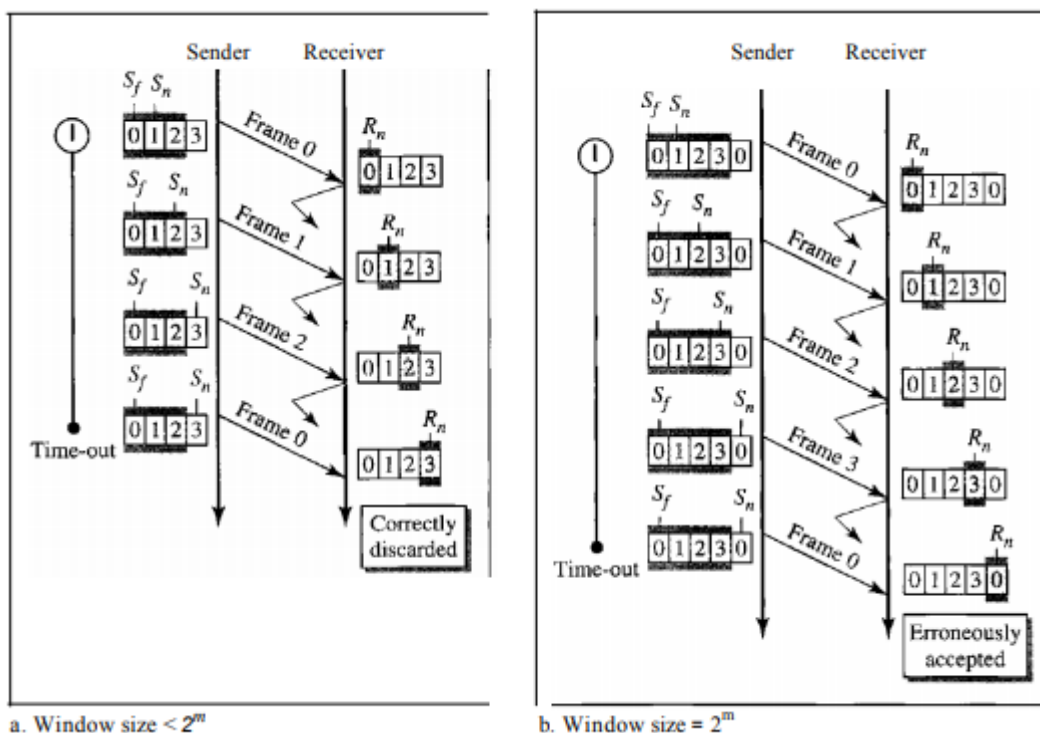 Sender Receiver
S_f S_n
0 1 2 3
Frame 0
R_n
0 1 2 3
S_f S_n
0 1 2 3
Frame 1
R_n
0 1 2 3
S_f S_n
0 1 2 3
Frame 2
R_n
0 1 2 3
S_f S_n
0 1 2 3
Frame 0
R_n
0 1 2 3
Time-out
Correctly
discarded
a. Window size < 2^m
Sender Receiver
S_f S_n
0 1 2 3 0
Frame 0
R_n
0 1 2 3 0
S_f S_n
0 1 2 3 0
Frame 1
R_n
0 1 2 3 0
S_f S_n
0 1 2 3 0
Frame 2
R_n
0 1 2 3 0
S_f S_n
0 1 2 3 0
Frame 3
R_n
0 1 2 3 0
S_f S_n
0 1 2 3 0
Frame 0
R_n
0 1 2 3 0
Time-out
Erroneously
accepted
b. Window size = 2^m